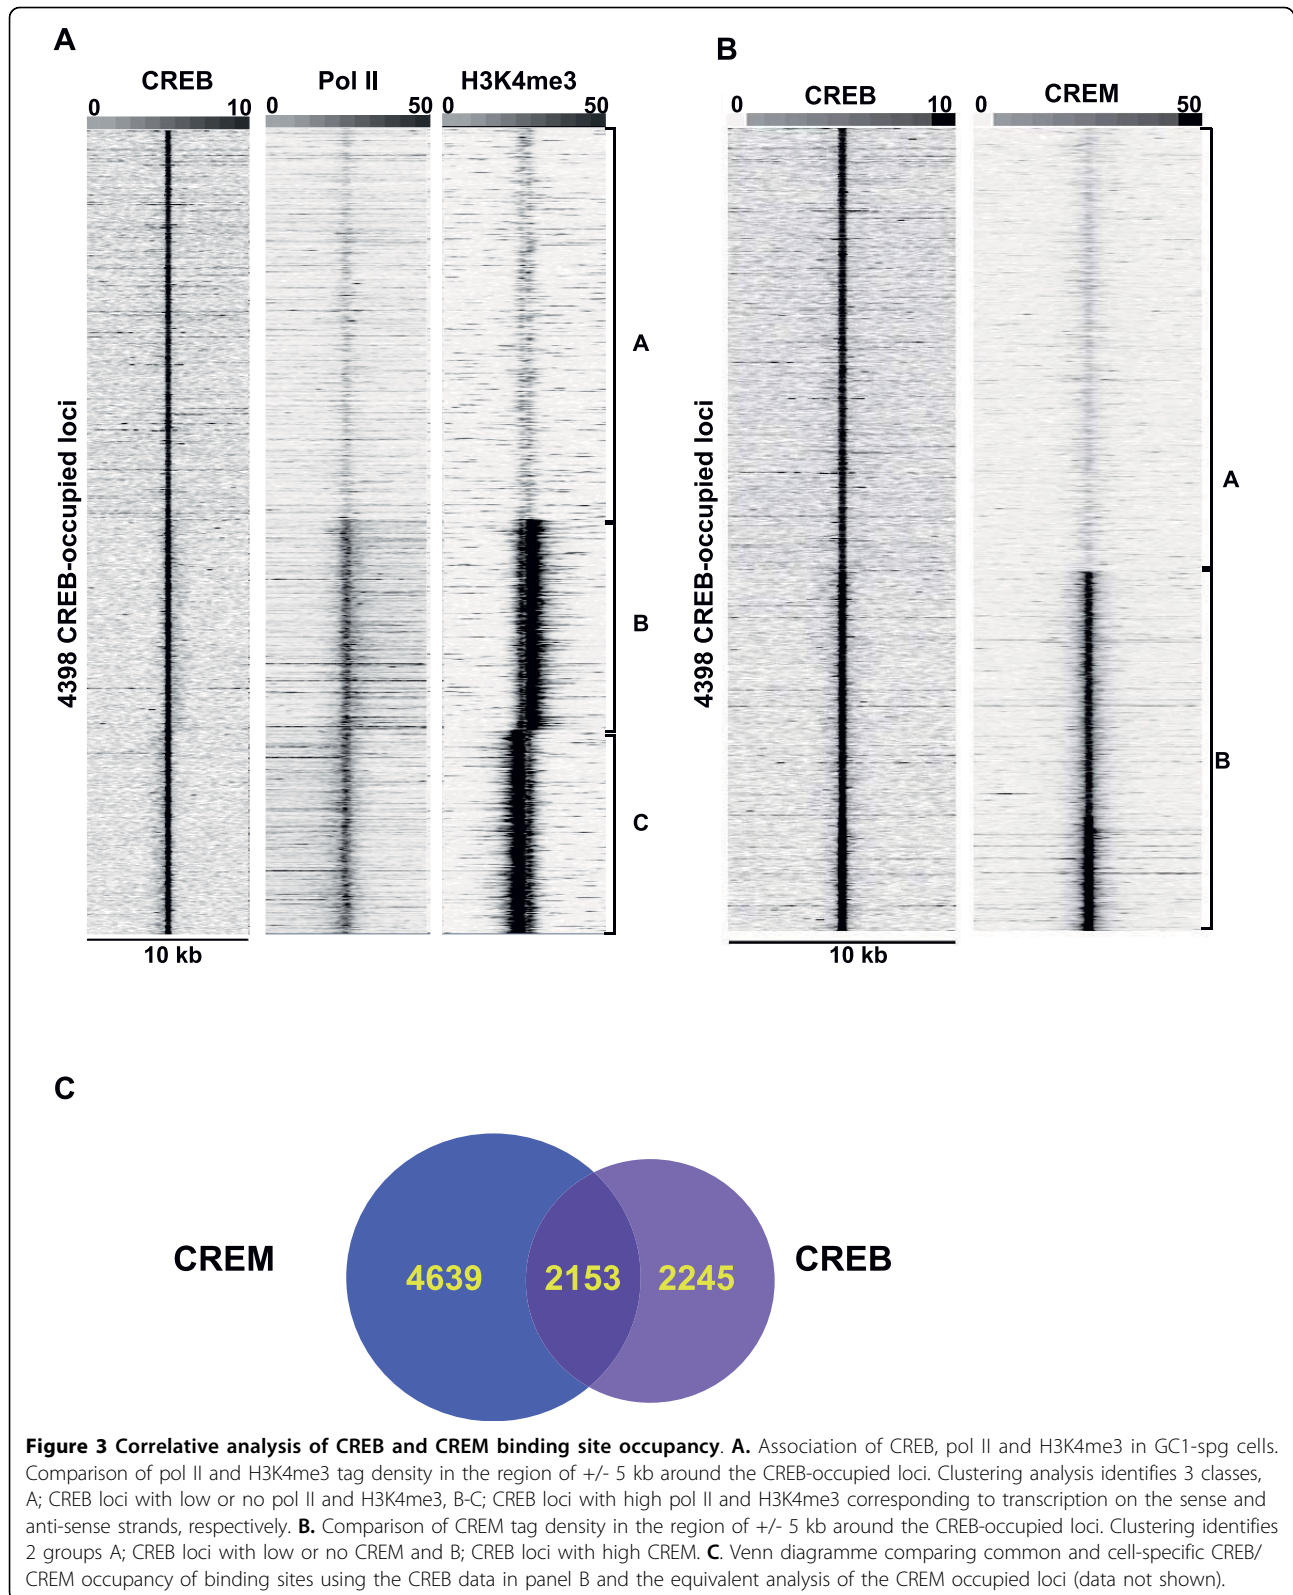 A
CREB
Pol II
H3K4me3
0 10
0 50
0 50
4398 CREB-occupied loci
A
B
C
10 kb
B
CREB
CREM
0 10
0 50
4398 CREB-occupied loci
A
B
10 kb
C
CREM
4639
2153
2245
CREB
Figure 3 Correlative analysis of CREB and CREM binding site occupancy. A. Association of CREB, pol II and H3K4me3 in GC1-spg cells.
Comparison of pol II and H3K4me3 tag density in the region of +/- 5 kb around the CREB-occupied loci. Clustering analysis identifies 3 classes,
A; CREB loci with low or no pol II and H3K4me3, B-C; CREB loci with high pol II and H3K4me3 corresponding to transcription on the sense and
anti-sense strands, respectively. B. Comparison of CREM tag density in the region of +/- 5 kb around the CREB-occupied loci. Clustering identifies
2 groups A; CREB loci with low or no CREM and B; CREB loci with high CREM. C. Venn diagramme comparing common and cell-specific CREB/
CREM occupancy of binding sites using the CREB data in panel B and the equivalent analysis of the CREM occupied loci (data not shown).